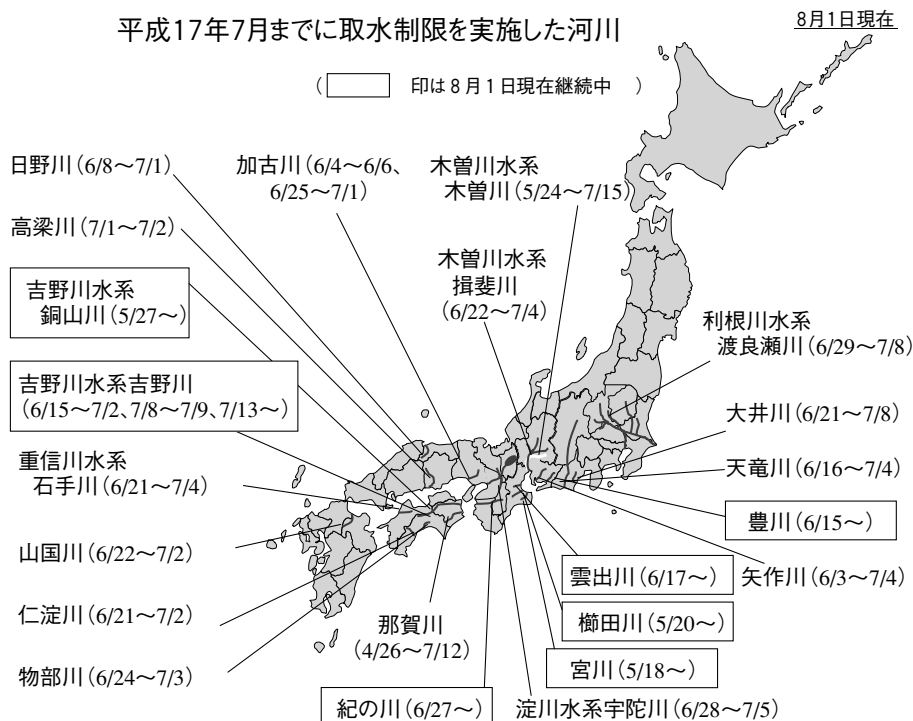 平成17年7月までに取水制限を実施した河川
8月1日現在
( 印は8月1日現在継続中 )
日野川(6/8～7/1)
高梁川(7/1～7/2)
吉野川水系
銅山川(5/27～)
吉野川水系吉野川
(6/15～7/2、7/8～7/9、7/13～)
重信川水系
石手川(6/21～7/4)
山国川(6/22～7/2)
仁淀川(6/21～7/2)
物部川(6/24～7/3)
加古川(6/4～6/6、
6/25～7/1)
木曽川水系
木曽川(5/24～7/15)
木曽川水系
揖斐川
(6/22～7/4)
利根川水系
渡良瀬川(6/29～7/8)
大井川(6/21～7/8)
天竜川(6/16～7/4)
豊川(6/15～)
矢作川(6/3～7/4)
雲出川(6/17～)
櫛田川(5/20～)
宮川(5/18～)
淀川水系宇陀川(6/28～7/5)
那賀川
(4/26～7/12)
紀の川(6/27～)